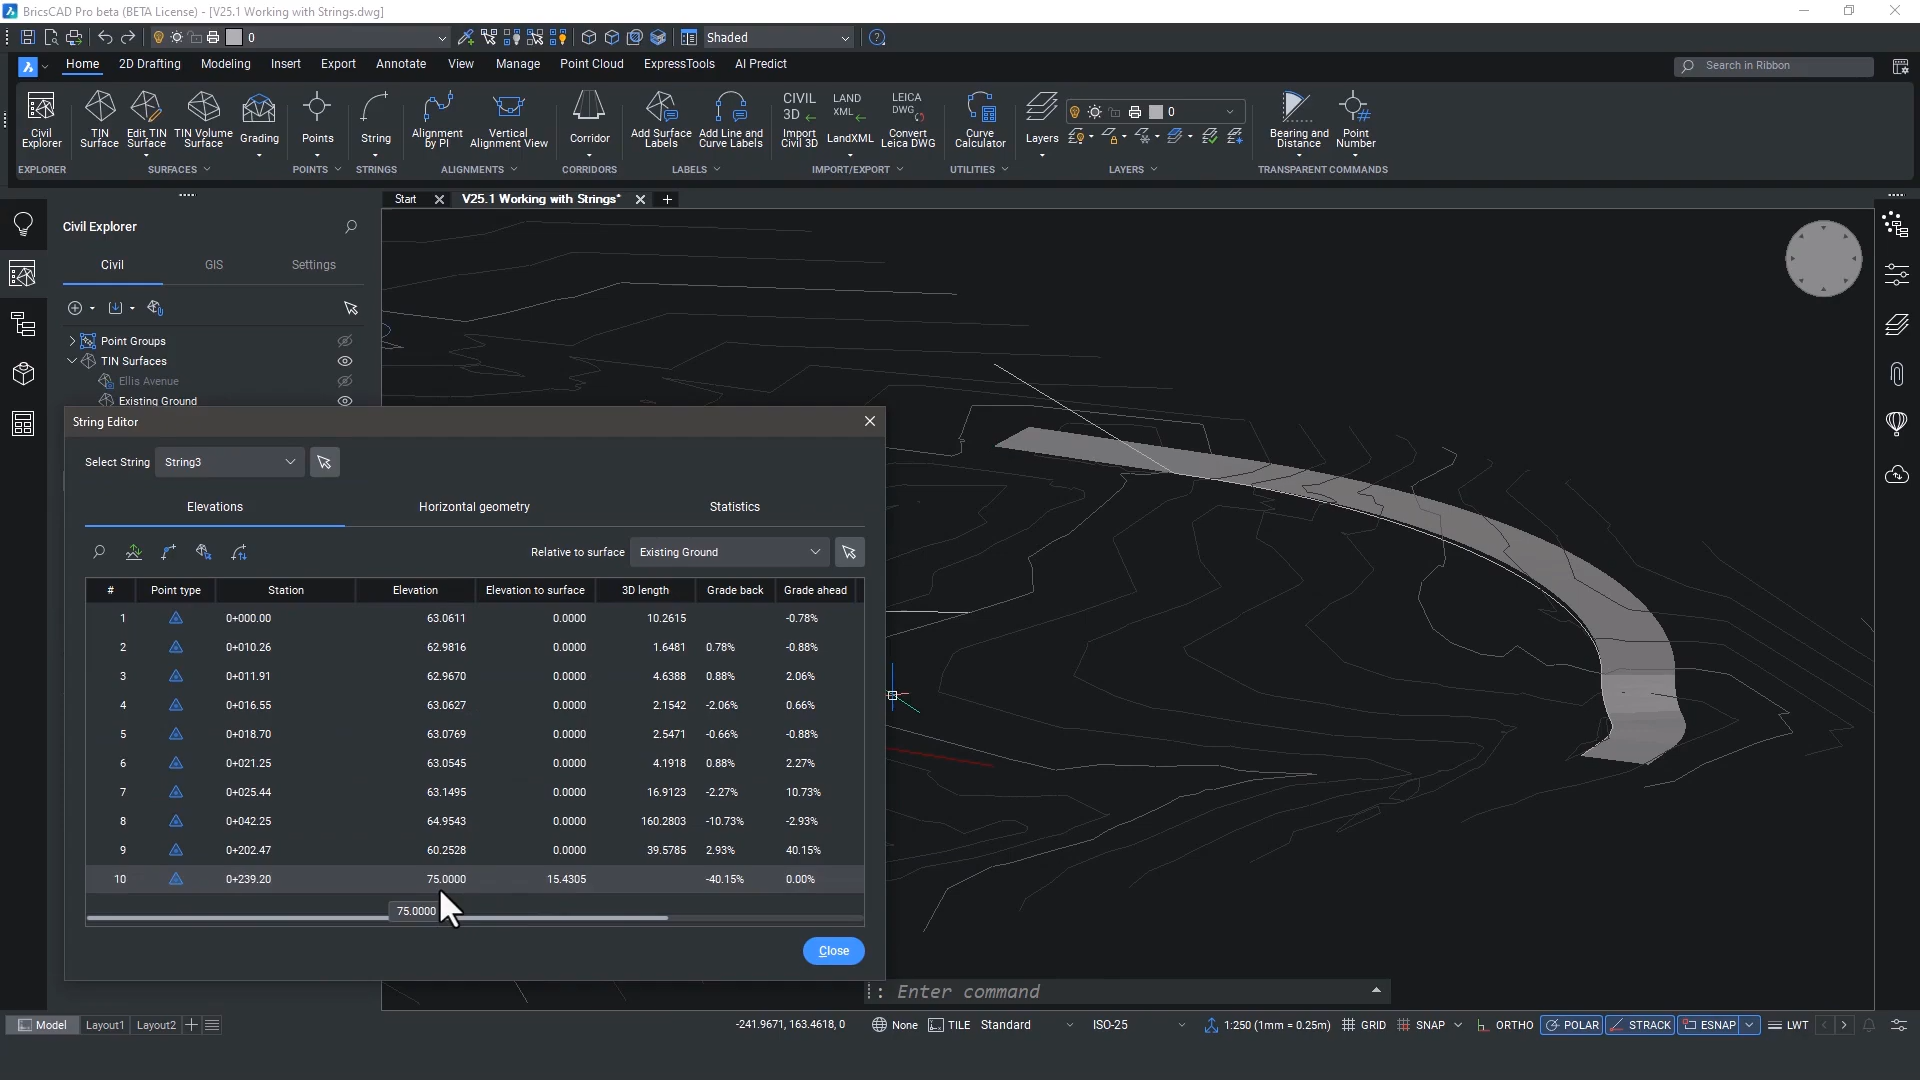 BricsCAD Pro beta (BETA License) - [V25.1 Working with Strings.dwg]
0
Shaded
Home 2D Drafting Modeling Insert Export Annotate View Manage Point Cloud ExpressTools AI Predict
Search in Ribbon
Civil Explorer
TIN Surface
Edit TIN Surface
TIN Volume Surface
Grading
Points
String
Alignment by PI
Vertical Alignment View
Corridor
Add Surface Labels
Add Line and Curve Labels
CIVIL 3D
Import Civil 3D
LAND XML
LandXML
LEICA DWG
Convert Leica DWG
Curve Calculator
Layers
0
Bearing and Distance
Point Number
EXPLORER SURFACES POINTS STRINGS ALIGNMENTS CORRIDORS LABELS IMPORT/EXPORT UTILITIES LAYERS TRANSPARENT COMMANDS
Start V25.1 Working with Strings*
Civil Explorer
Civil GIS Settings
Point Groups
TIN Surfaces
Ellis Avenue
Existing Ground
String Editor
Select String String3
Elevations Horizontal geometry Statistics
Relative to surface Existing Ground
# Point type Station Elevation Elevation to surface 3D length Grade back Grade ahead
1 0+000.00 63.0611 0.0000 10.2615 -0.78%
2 0+010.26 62.9816 0.0000 1.6481 0.78% -0.88%
3 0+011.91 62.9670 0.0000 4.6388 0.88% 2.06%
4 0+016.55 63.0627 0.0000 2.1542 -2.06% 0.66%
5 0+018.70 63.0769 0.0000 2.5471 -0.66% -0.88%
6 0+021.25 63.0545 0.0000 4.1918 0.88% 2.27%
7 0+025.44 63.1495 0.0000 16.9123 -2.27% 10.73%
8 0+042.25 64.9543 0.0000 160.2803 -10.73% -2.93%
9 0+202.47 60.2528 0.0000 39.5785 2.93% 40.15%
10 0+239.20 75.0000 15.4305 -40.15% 0.00%
75.0000
Close
: Enter command
Model Layout1 Layout2
-241.9671, 163.4618, 0 None TILE Standard ISO-25 1:250 (1mm = 0.25m) GRID SNAP ORTHO POLAR STRACK ESNAP LWT